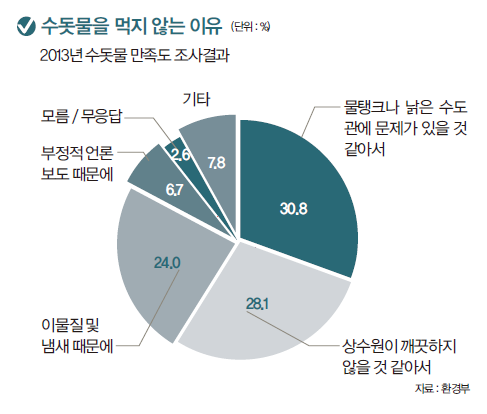 수돗물을 먹지 않는 이유 (단위 : %)
2013년 수돗물 만족도 조사결과
기타
모름 / 무응답
물탱크나 낡은 수도
관에 문제가 있을 것
같아서
부정적 언론
보도 때문에
2.6
7.8
6.7
30.8
24.0
28.1
이물질 및
냄새 때문에
상수원이 깨끗하지
않을 것 같아서
자료 : 환경부